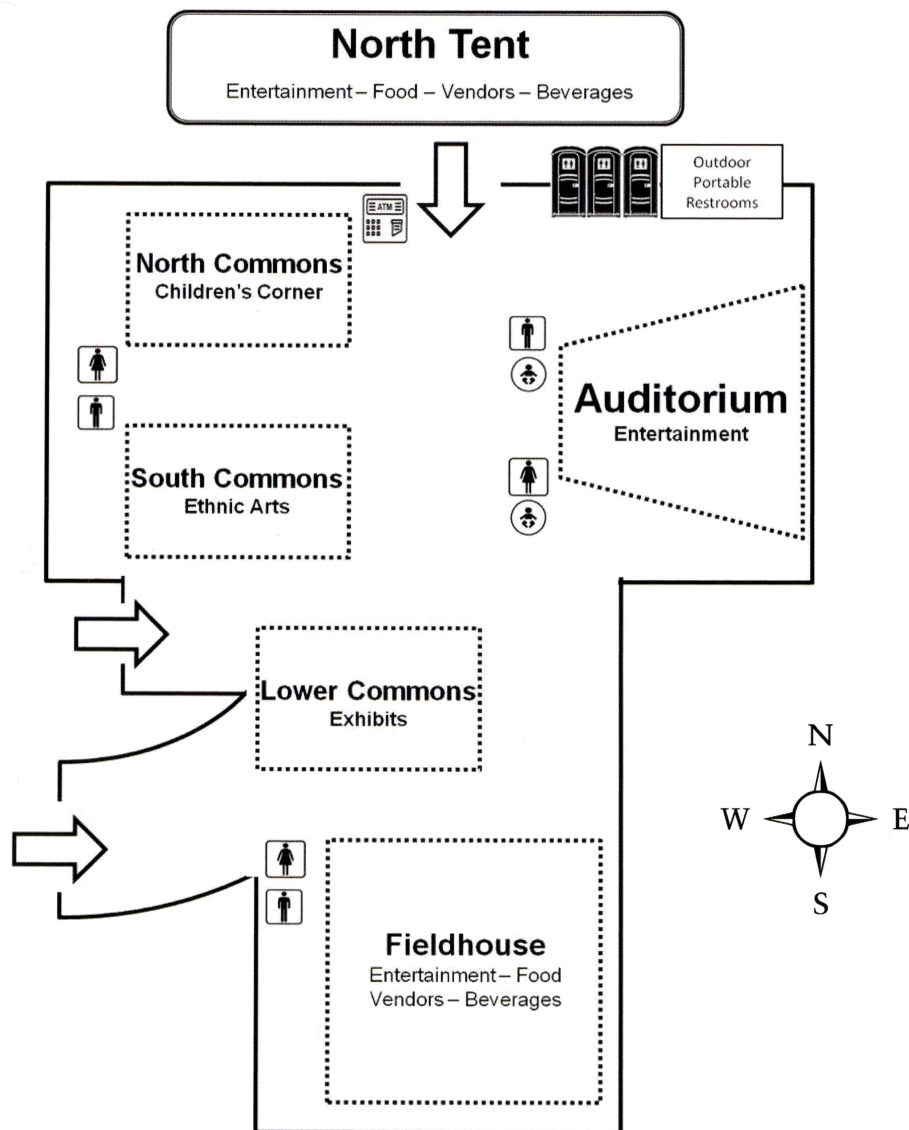 North Tent
Entertainment – Food – Vendors – Beverages
Outdoor
Portable
Restrooms
ATM
North Commons
Children's Corner
Auditorium
Entertainment
South Commons
Ethnic Arts
Lower Commons
Exhibits
N
W
E
S
Fieldhouse
Entertainment – Food
Vendors – Beverages